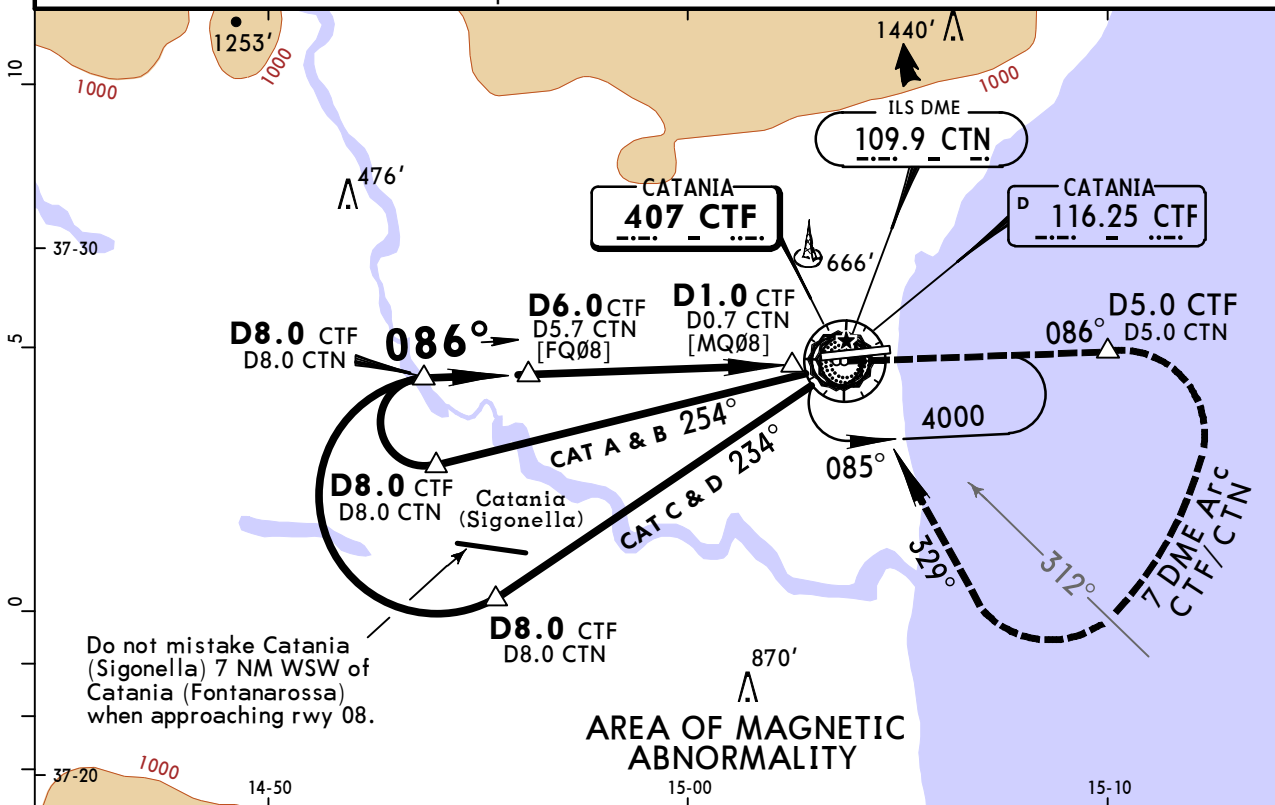 1253'
1000
1000
1440'
1000
10
ILS DME
109.9 CTN
476'
CATANIA
407 CTF
CATANIA
D 116.25 CTF
37-30
666'
D8.0 CTF
D8.0 CTN
086°
D6.0 CTF
D5.7 CTN
[FQØ8]
D1.0 CTF
D0.7 CTN
[MQØ8]
086°
D5.0 CTF
D5.0 CTN
5
CAT A & B 254°
CAT C & D 234°
4000
085°
D8.0 CTF
D8.0 CTN
Catania
(Sigonella)
329°
312°
7 DME Arc
CTF/CTN
0
D8.0 CTF
D8.0 CTN
Do not mistake Catania
(Sigonella) 7 NM WSW of
Catania (Fontanarossa)
when approaching rwy 08.
870'
AREA OF MAGNETIC
ABNORMALITY
37-20
1000
14-50
15-00
15-10